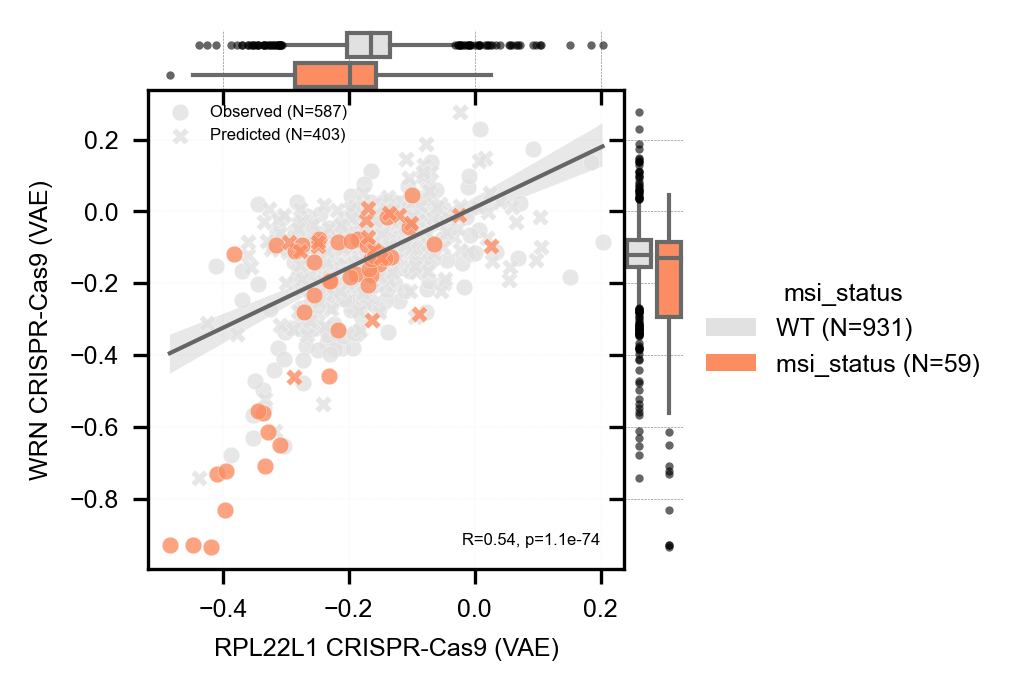 Observed (N=587)
Predicted (N=403)
0.2
0.0
−0.2
−0.4
−0.6
−0.8
WRN CRISPR-Cas9 (VAE)
R=0.54, p=1.1e-74
−0.4
−0.2
0.0
0.2
RPL22L1 CRISPR-Cas9 (VAE)
msi_status
WT (N=931)
msi_status (N=59)